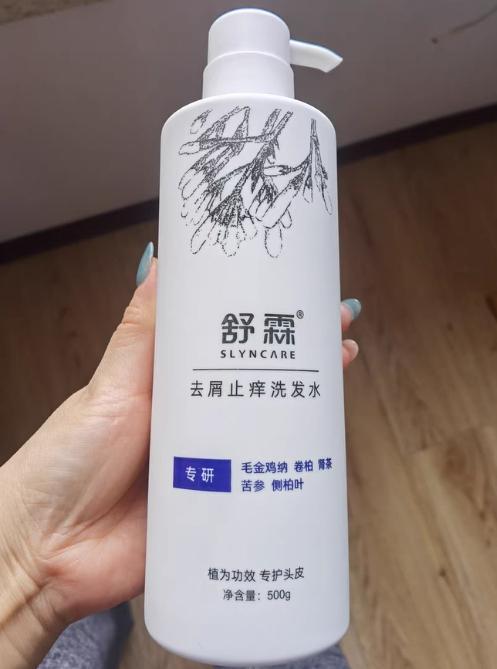 舒霖®
SLYNCARE
去屑止痒洗发水
专研
毛金鸡纳 卷柏 肾茶
苦参 侧柏叶
植为功效 专护头皮
净含量：500g